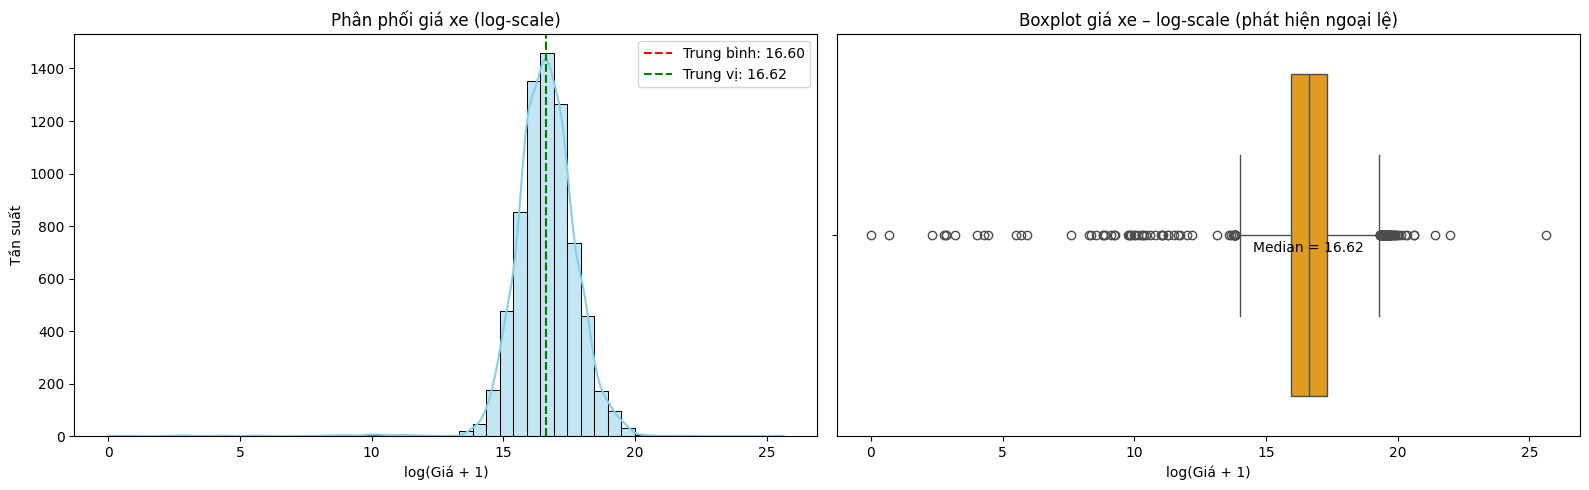 Phân phối giá xe (log-scale)
Trung bình: 16.60
Trung vị: 16.62
Tần suất
1400
1200
1000
800
600
400
200
0
0 5 10 15 20 25
log(Giá + 1)
Boxplot giá xe – log-scale (phát hiện ngoại lệ)
Median = 16.62
0 5 10 15 20 25
log(Giá + 1)